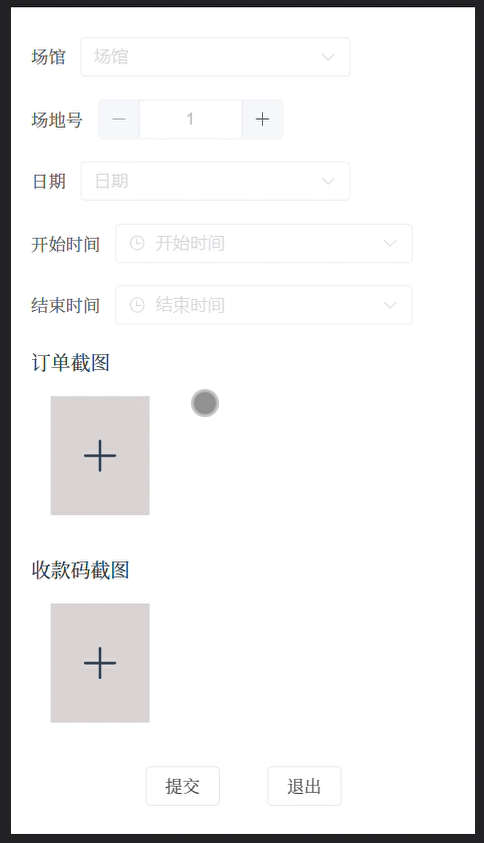 场馆 场馆
场地号 1
日期 日期
开始时间 开始时间
结束时间 结束时间
订单截图
收款码截图
提交 退出